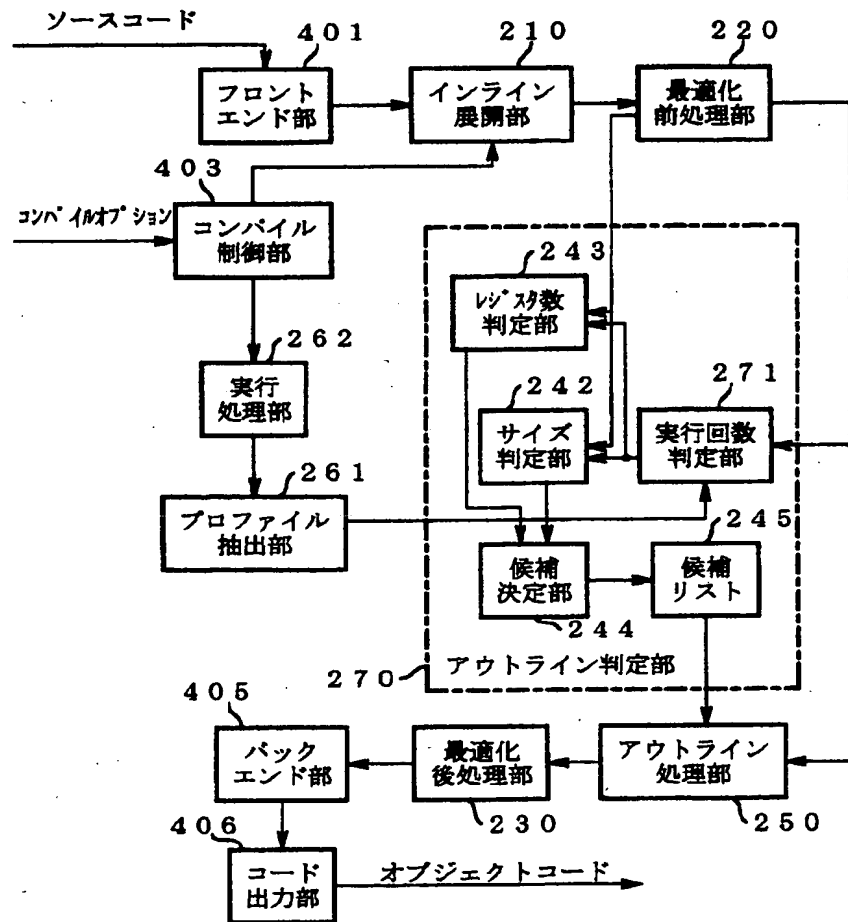 ソースコード
４０１
２１０
２２０
フロント
エンド部
インライン
展開部
最適化
前処理部
４０３
コンパイルオプション
コンパイル
制御部
２４３
レジスタ数
判定部
２６２
実行
処理部
２４２
２７１
サイズ
判定部
実行回数
判定部
２６１
プロファイル
抽出部
２４５
候補
決定部
候補
リスト
２４４
アウトライン判定部
２７０
４０５
バック
エンド部
最適化
後処理部
アウトライン
処理部
２３０
２５０
４０６
コード
出力部
オブジェクトコード